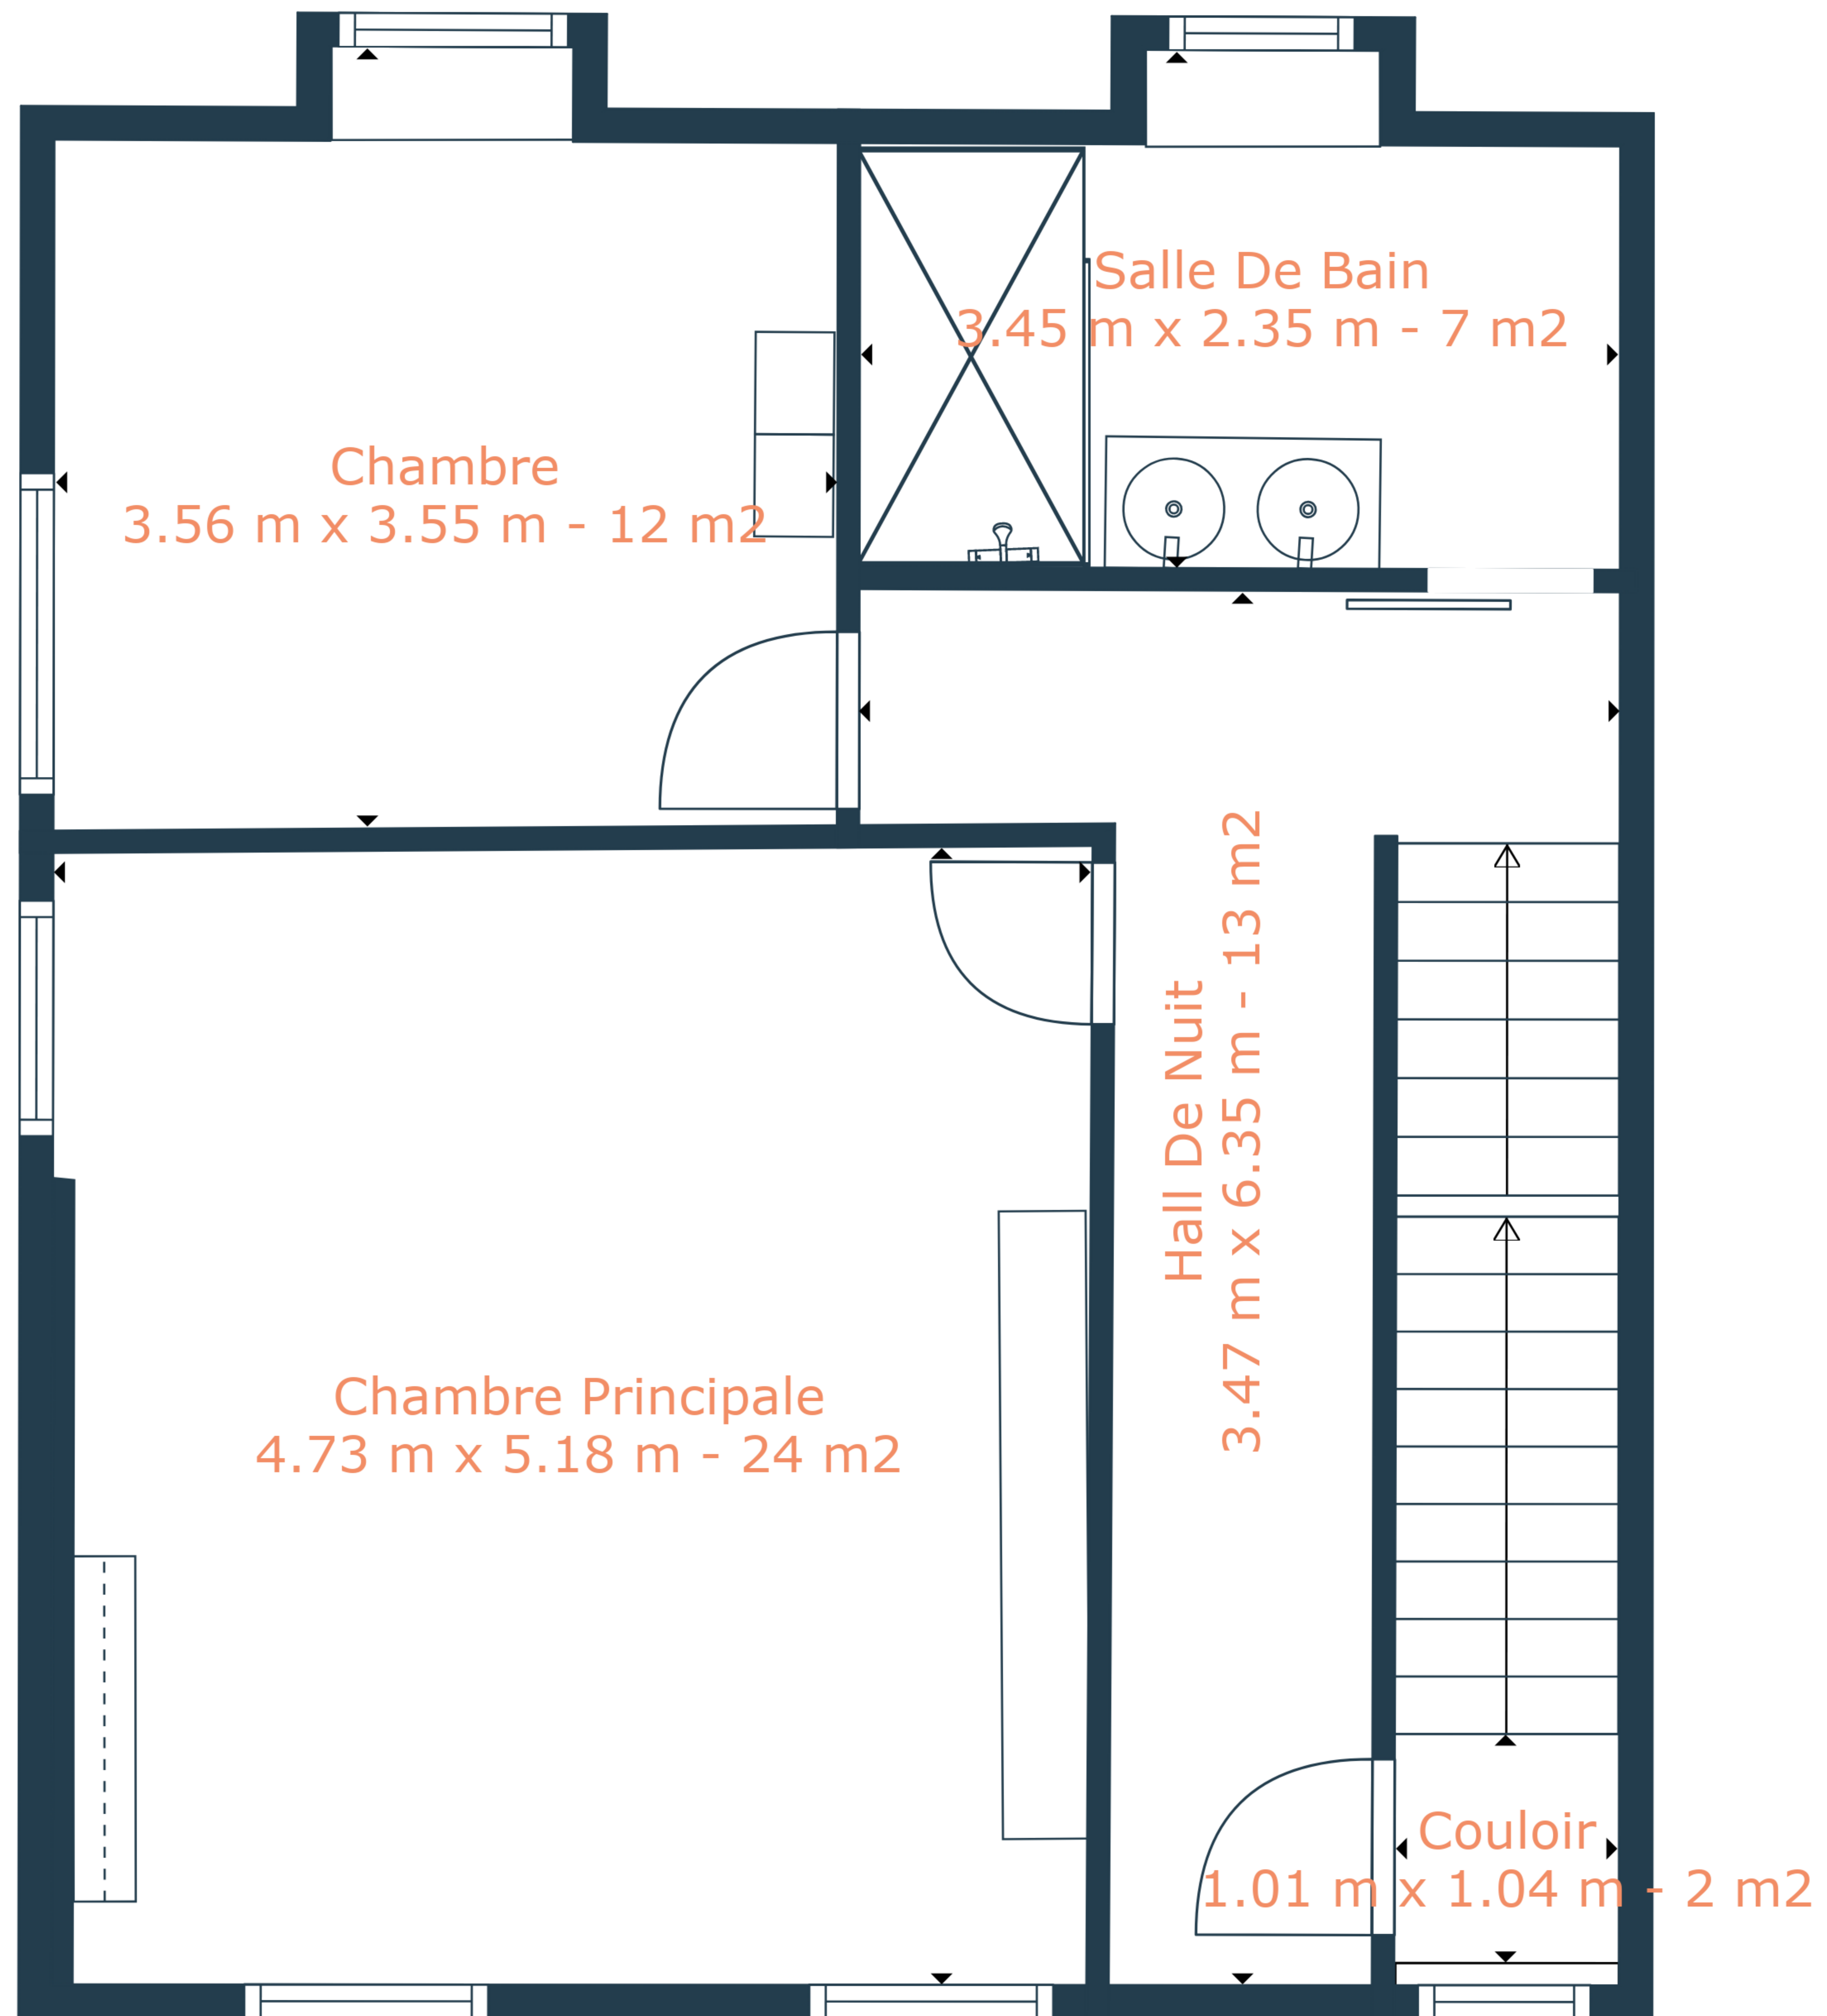 Salle De Bain
3.45 m x 2.35 m - 7 m2
Chambre
3.56 m x 3.55 m - 12 m2
Hall De Nuit
3.47 m x 6.35 m - 13 m2
Chambre Principale
4.73 m x 5.18 m - 24 m2
Couloir
1.01 m x 1.04 m - 2 m2